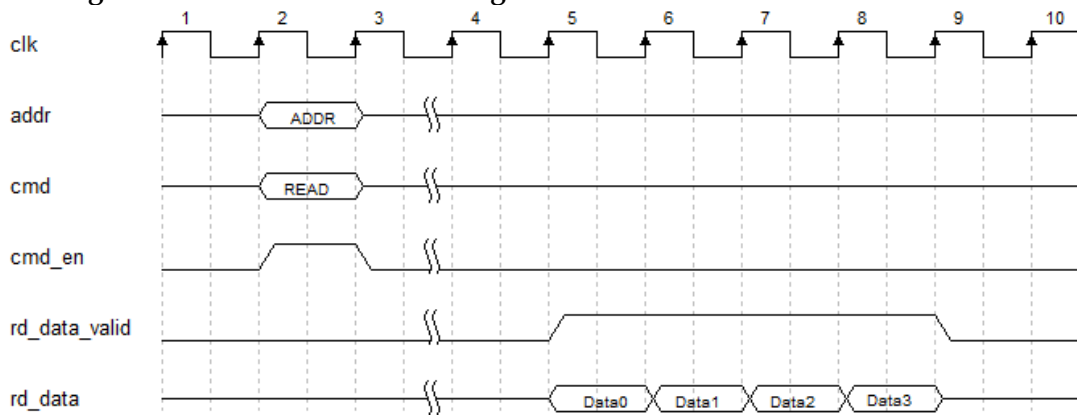 1 2 3 4 5 6 7 8 9 10
clk
addr ADDR
cmd READ
cmd_en
rd_data_valid
rd_data Data0 Data1 Data2 Data3